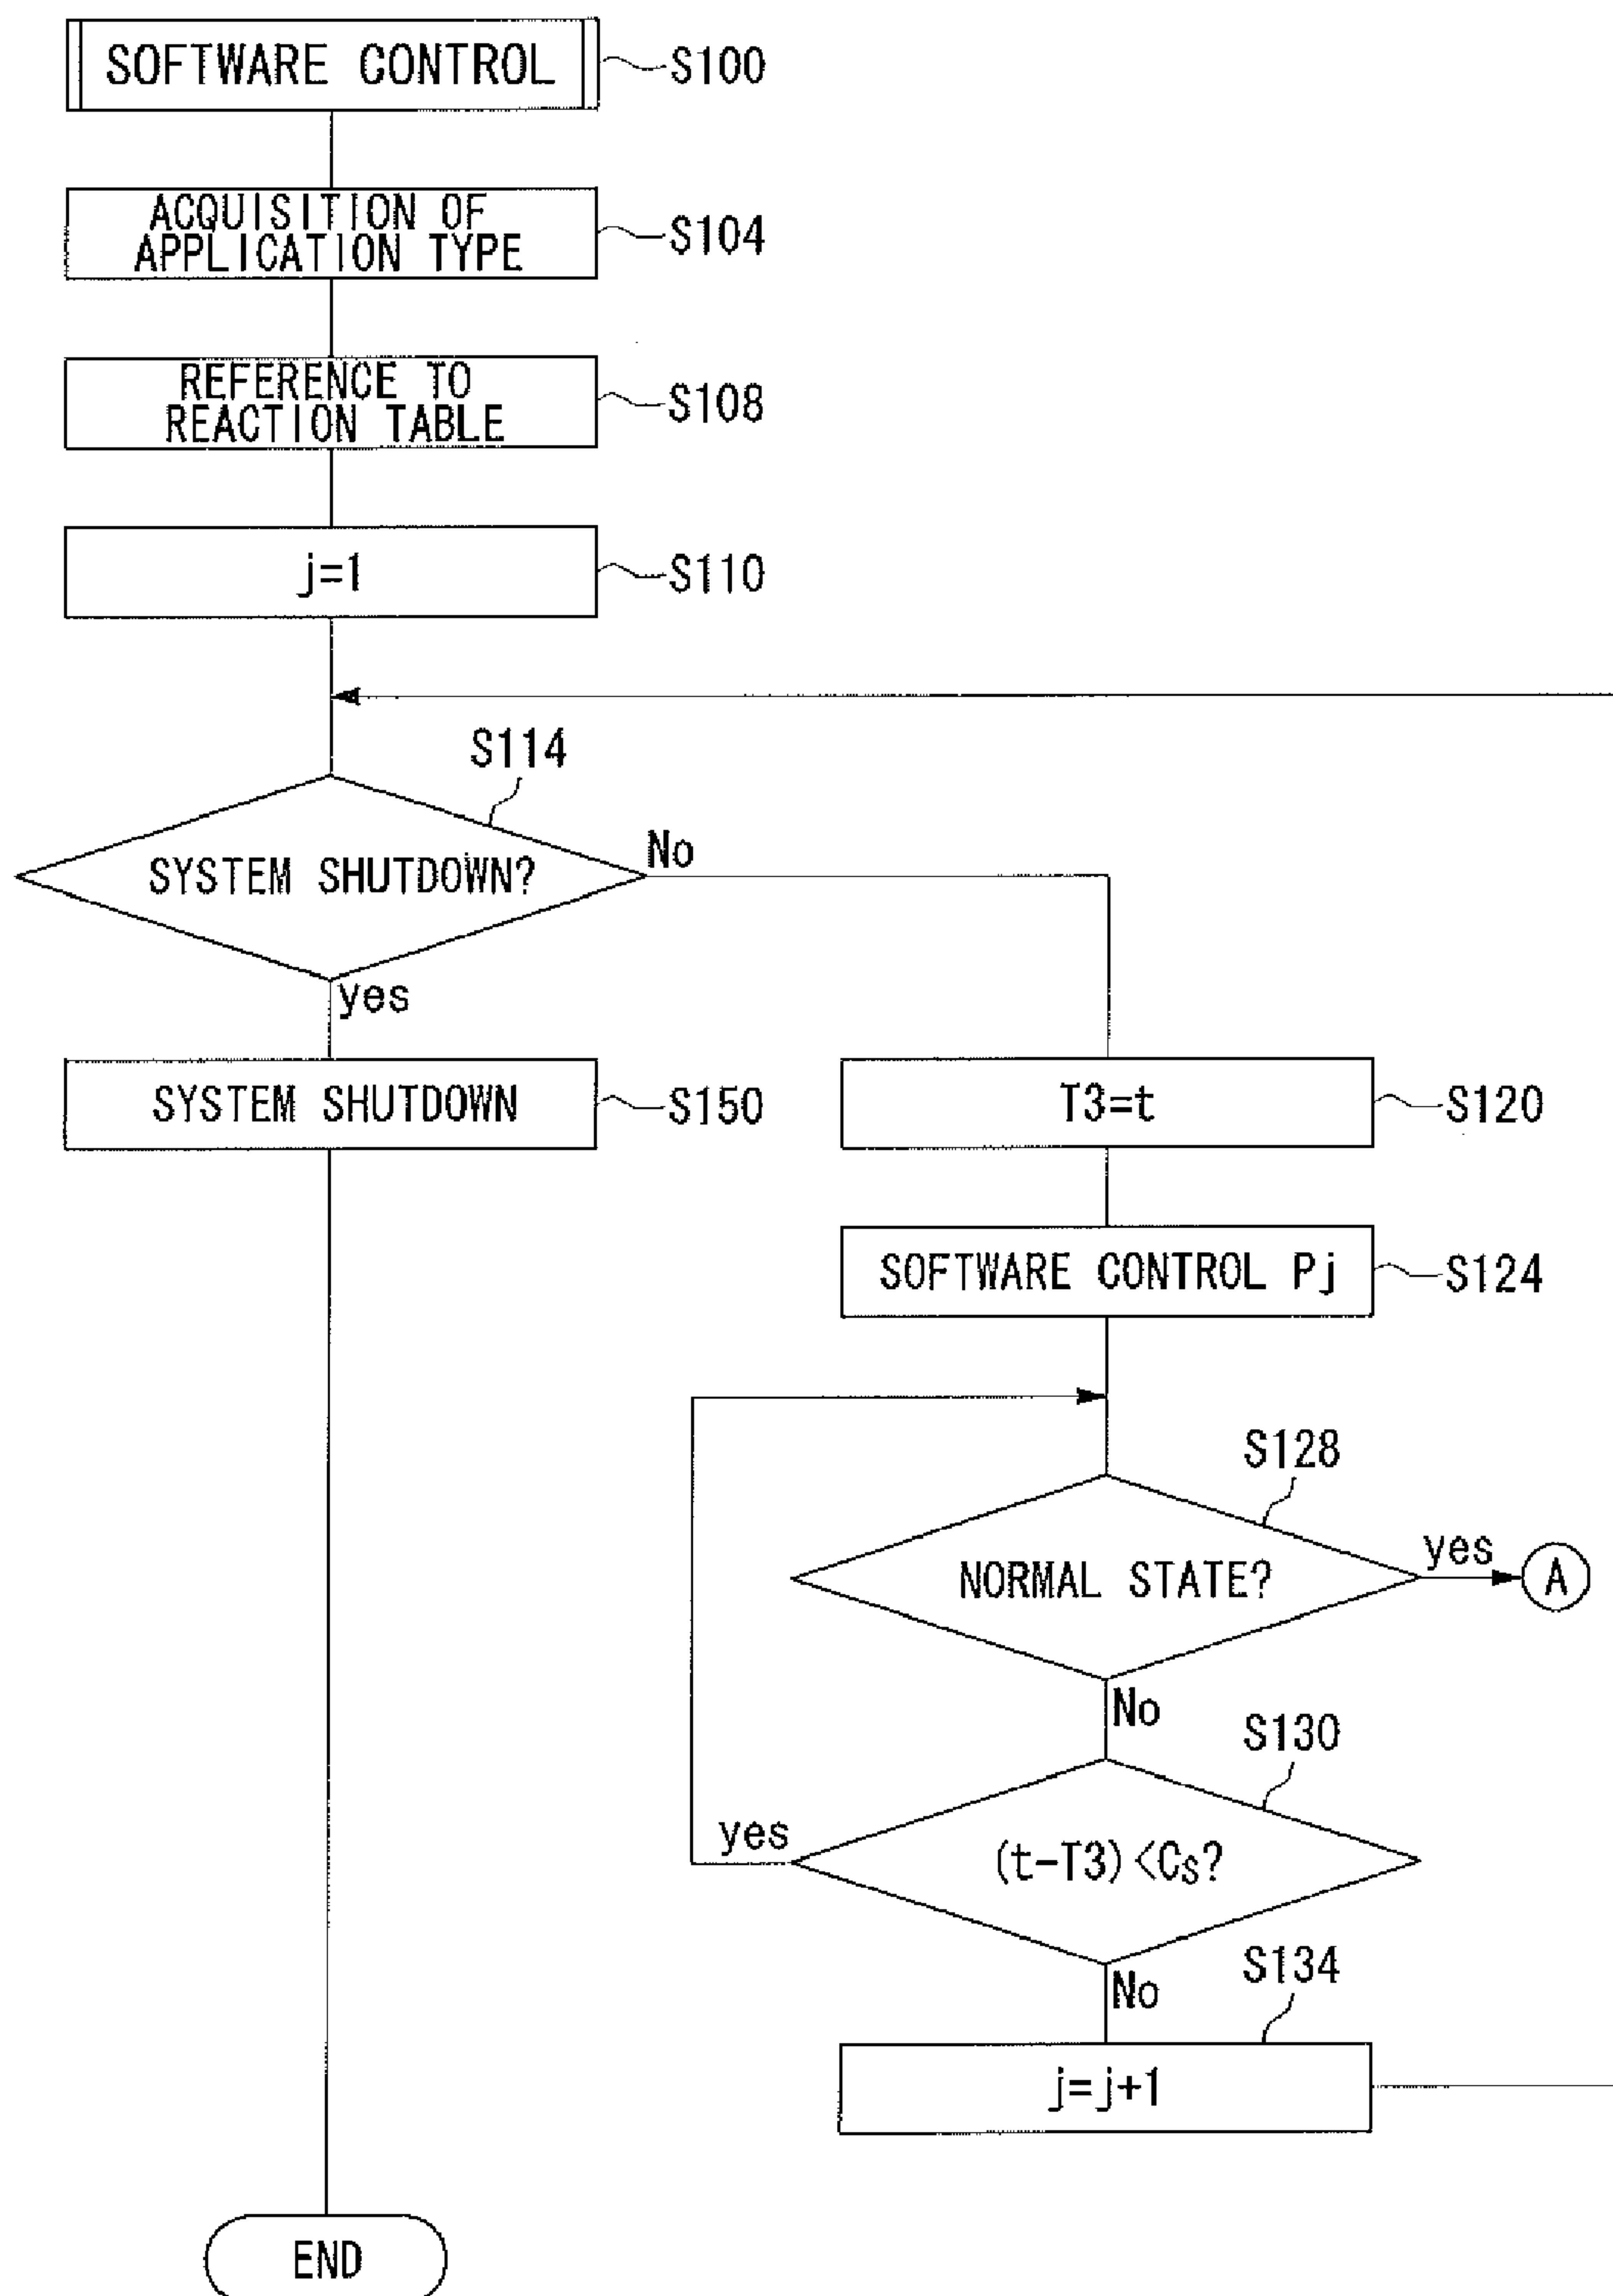 SOFTWARE CONTROL
S100
ACQUISITION OF
APPLICATION TYPE
S104
REFERENCE TO
REACTION TABLE
S108
j=1
S110
S114
SYSTEM SHUTDOWN?
No
yes
SYSTEM SHUTDOWN
S150
T3=t
S120
SOFTWARE CONTROL Pj
S124
S128
NORMAL STATE?
yes
A
No
S130
(t-T3)<Cs?
yes
No
S134
j=j+1
END